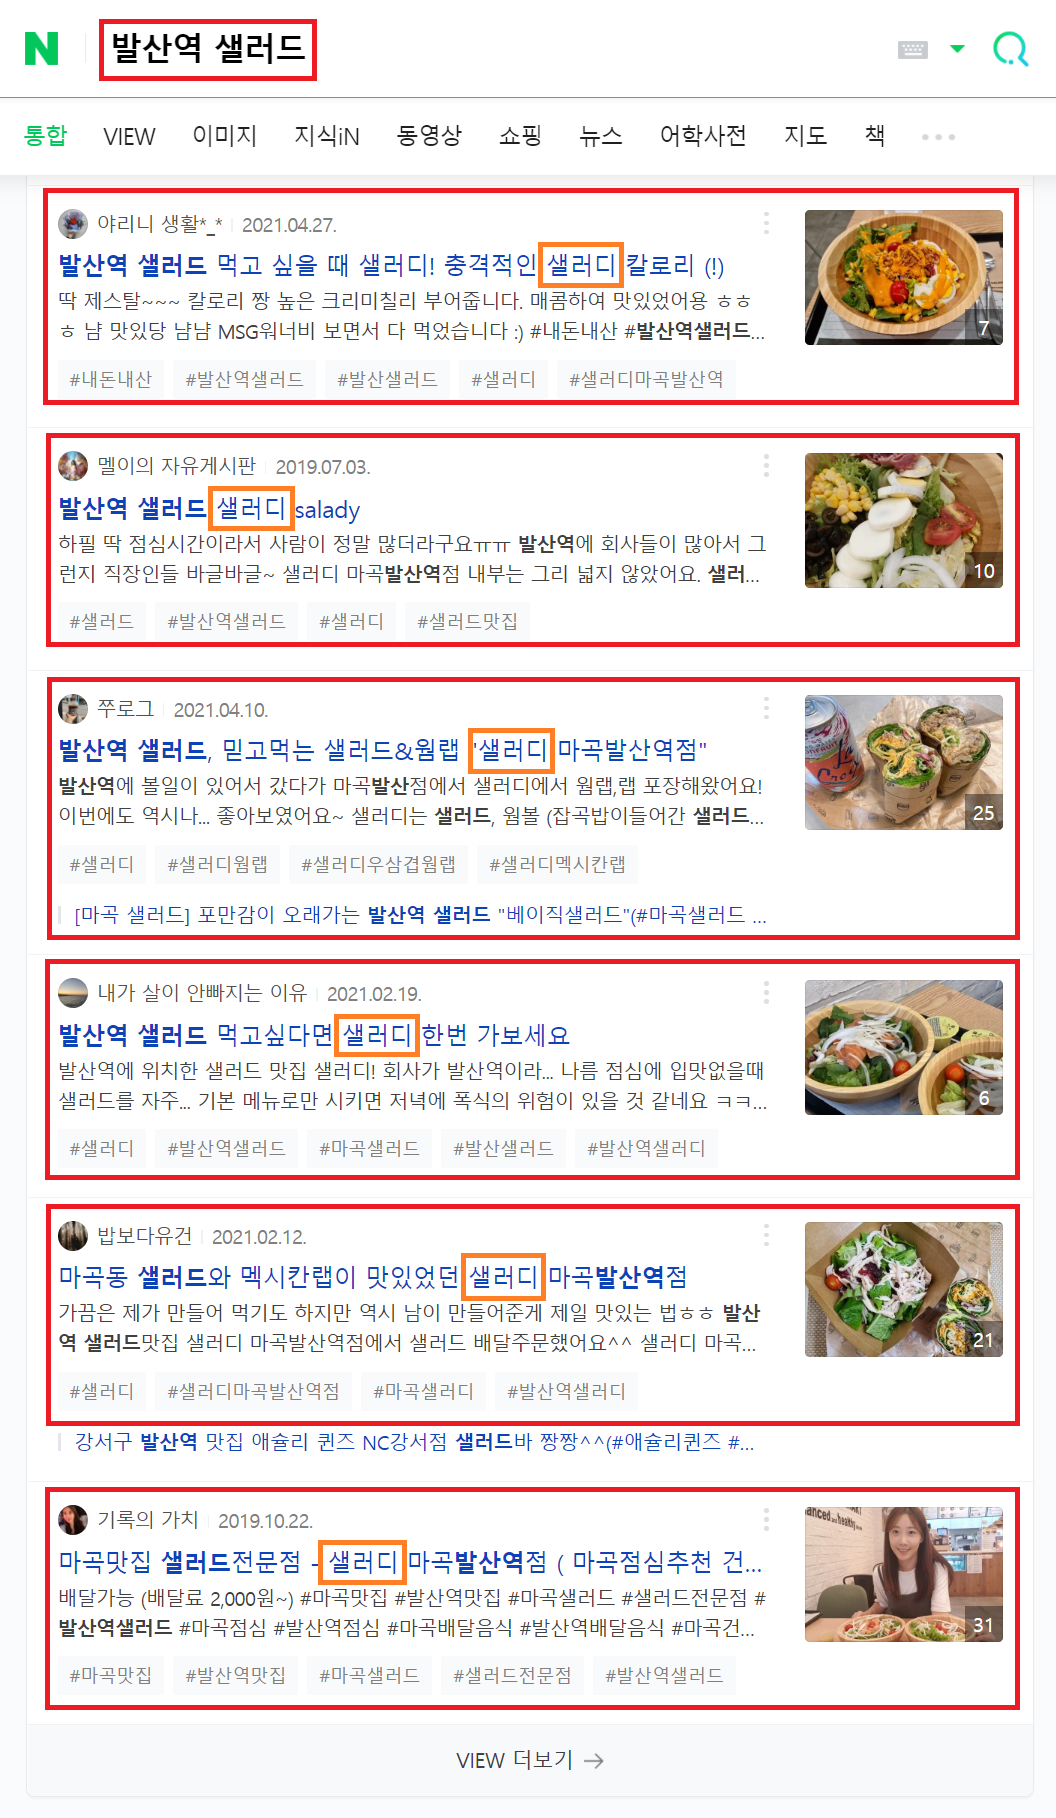 N 발산역 샐러드
통합 VIEW 이미지 지식iN 동영상 쇼핑 뉴스 어학사전 지도 책
야리니 생활*_* 2021.04.27.
발산역 샐러드 먹고 싶을 때 샐러디! 충격적인 샐러디 칼로리 (!)
딱 제스탈~~~ 칼로리 짱 높은 크리미칠리 부어줍니다. 매콤하여 맛있었어용 ㅎㅎ
ㅎ 냠 맛있당 냠냠 MSG워너비 보면서 다 먹었습니다 :) #내돈내산 #발산역샐러드...
7
#내돈내산 #발산역샐러드 #발산샐러드 #샐러디 #샐러디마곡발산역
멜이의 자유게시판 2019.07.03.
발산역 샐러드 샐러디 salady
하필 딱 점심시간이라서 사람이 정말 많더라구요ㅠㅠ 발산역에 회사들이 많아서 그
런지 직장인들 바글바글~ 샐러디 마곡발산역점 내부는 그리 넓지 않았어요. 샐러...
10
#샐러드 #발산역샐러드 #샐러디 #샐러드맛집
쭈로그 2021.04.10.
발산역 샐러드, 믿고먹는 샐러드&웜랩 '샐러디 마곡발산역점"
발산역에 볼일이 있어서 갔다가 마곡발산점에서 샐러디에서 웜랩,랩 포장해왔어요!
이번에도 역시나... 좋아보였어요~ 샐러디는 샐러드, 웜볼 (잡곡밥이들어간 샐러드...
25
#샐러디 #샐러디웜랩 #샐러디우삼겹웜랩 #샐러디멕시칸랩
[마곡 샐러드] 포만감이 오래가는 발산역 샐러드 "베이직샐러드"(#마곡샐러드 ...
내가 살이 안빠지는 이유 2021.02.19.
발산역 샐러드 먹고싶다면 샐러디 한번 가보세요
발산역에 위치한 샐러드 맛집 샐러디! 회사가 발산역이라... 나름 점심에 입맛없을때
샐러드를 자주... 기본 메뉴로만 시키면 저녁에 폭식의 위험이 있을 것 같네요 ㅋㅋ...
6
#샐러디 #발산역샐러드 #마곡샐러드 #발산샐러드 #발산역샐러디
밥보다유건 2021.02.12.
마곡동 샐러드와 멕시칸랩이 맛있었던 샐러디 마곡발산역점
가끔은 제가 만들어 먹기도 하지만 역시 남이 만들어준게 제일 맛있는 법ㅎㅎ 발산
역 샐러드맛집 샐러디 마곡발산역점에서 샐러드 배달주문했어요^^ 샐러디 마곡...
21
#샐러디 #샐러디마곡발산역점 #마곡샐러디 #발산역샐러디
강서구 발산역 맛집 애슐리 퀸즈 NC강서점 샐러드바 짱짱^^(#애슐리퀸즈 #...
기록의 가치 2019.10.22.
마곡맛집 샐러드전문점 - 샐러디 마곡발산역점 ( 마곡점심추천 건...
배달가능 (배달료 2,000원~) #마곡맛집 #발산역맛집 #마곡샐러드 #샐러드전문점 #
발산역샐러드 #마곡점심 #발산역점심 #마곡배달음식 #발산역배달음식 #마곡건...
31
#마곡맛집 #발산역맛집 #마곡샐러드 #샐러드전문점 #발산역샐러드
VIEW 더보기